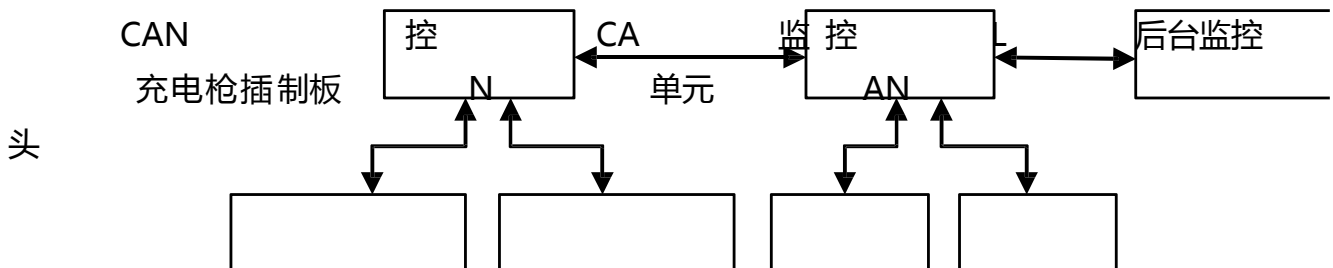 CAN 控 CA 监 控 L 后台监控
充电枪插制板 N 单元 AN
头